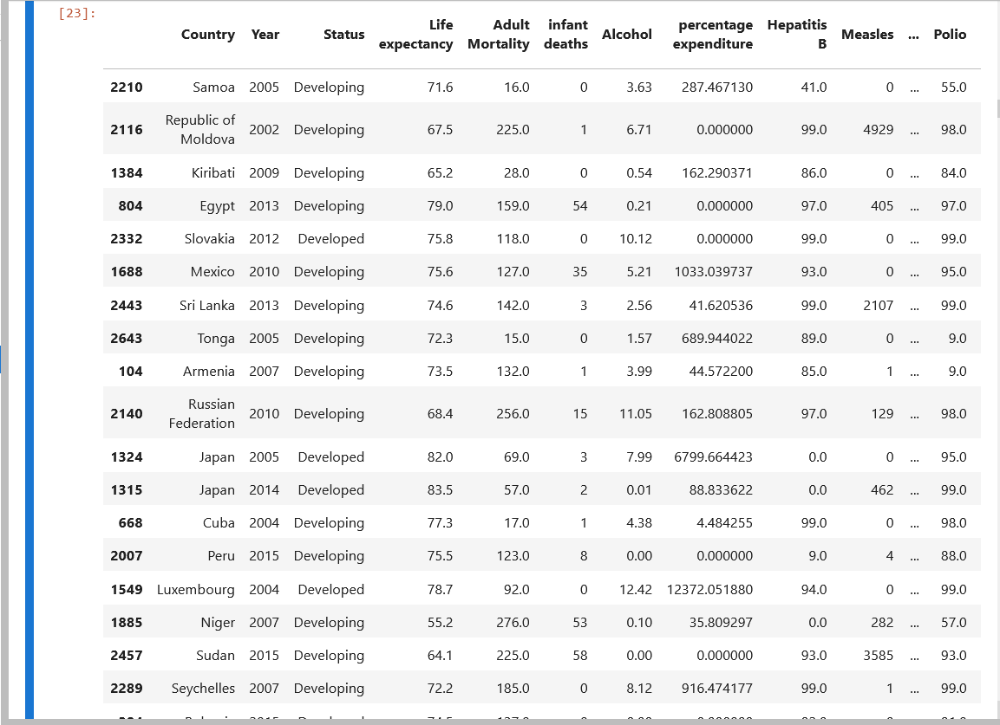 [23]:
Country Year Status Life expectancy Adult Mortality infant deaths Alcohol percentage expenditure Hepatitis B Measles ... Polio
2210 Samoa 2005 Developing 71.6 16.0 0 3.63 287.467130 41.0 0 ... 55.0
2116 Republic of Moldova 2002 Developing 67.5 225.0 1 6.71 0.000000 99.0 4929 ... 98.0
1384 Kiribati 2009 Developing 65.2 28.0 0 0.54 162.290371 86.0 0 ... 84.0
804 Egypt 2013 Developing 79.0 159.0 54 0.21 0.000000 97.0 405 ... 97.0
2332 Slovakia 2012 Developed 75.8 118.0 0 10.12 0.000000 99.0 0 ... 99.0
1688 Mexico 2010 Developing 75.6 127.0 35 5.21 1033.039737 93.0 0 ... 95.0
2443 Sri Lanka 2013 Developing 74.6 142.0 3 2.56 41.620536 99.0 2107 ... 99.0
2643 Tonga 2005 Developing 72.3 15.0 0 1.57 689.944022 89.0 0 ... 9.0
104 Armenia 2007 Developing 73.5 132.0 1 3.99 44.572200 85.0 1 ... 9.0
2140 Russian Federation 2010 Developing 68.4 256.0 15 11.05 162.808805 97.0 129 ... 98.0
1324 Japan 2005 Developed 82.0 69.0 3 7.99 6799.664423 0.0 0 ... 95.0
1315 Japan 2014 Developed 83.5 57.0 2 0.01 88.833622 0.0 462 ... 99.0
668 Cuba 2004 Developing 77.3 17.0 1 4.38 4.484255 99.0 0 ... 98.0
2007 Peru 2015 Developing 75.5 123.0 8 0.00 0.000000 9.0 4 ... 88.0
1549 Luxembourg 2004 Developed 78.7 92.0 0 12.42 12372.051880 94.0 0 ... 99.0
1885 Niger 2007 Developing 55.2 276.0 53 0.10 35.809297 0.0 282 ... 57.0
2457 Sudan 2015 Developing 64.1 225.0 58 0.00 0.000000 93.0 3585 ... 93.0
2289 Seychelles 2007 Developing 72.2 185.0 0 8.12 916.474177 99.0 1 ... 99.0